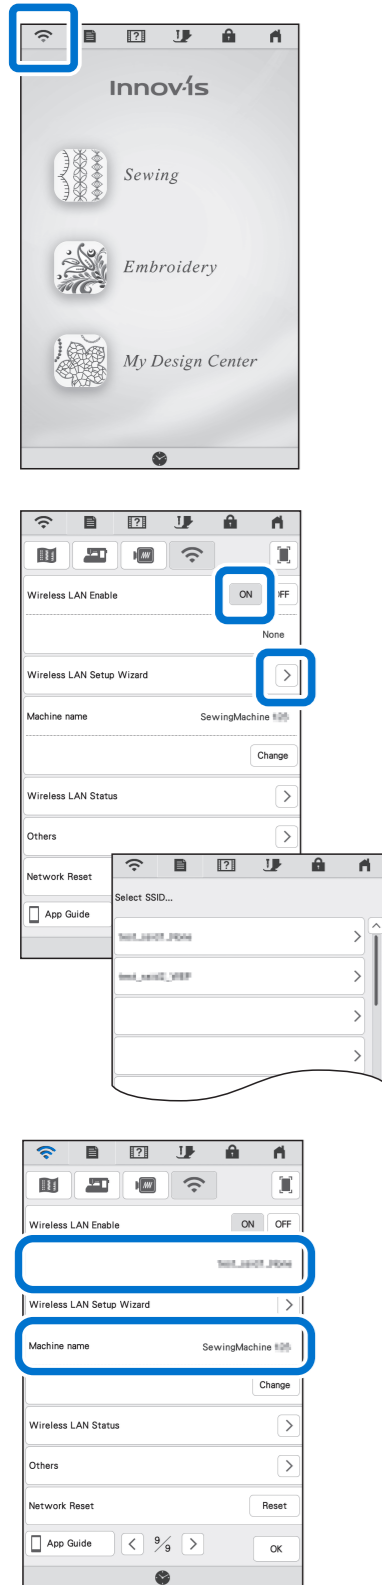 Innov-ís
Sewing
Embroidery
My Design Center
Wireless LAN Enable ON OFF
None
Wireless LAN Setup Wizard
Machine name SewingMachine
Change
Wireless LAN Status
Others
Network Reset
App Guide
Select SSID...
Wireless LAN Enable ON OFF
Wireless LAN Setup Wizard
Machine name SewingMachine
Change
Wireless LAN Status
Others
Network Reset Reset
App Guide 9/9 OK